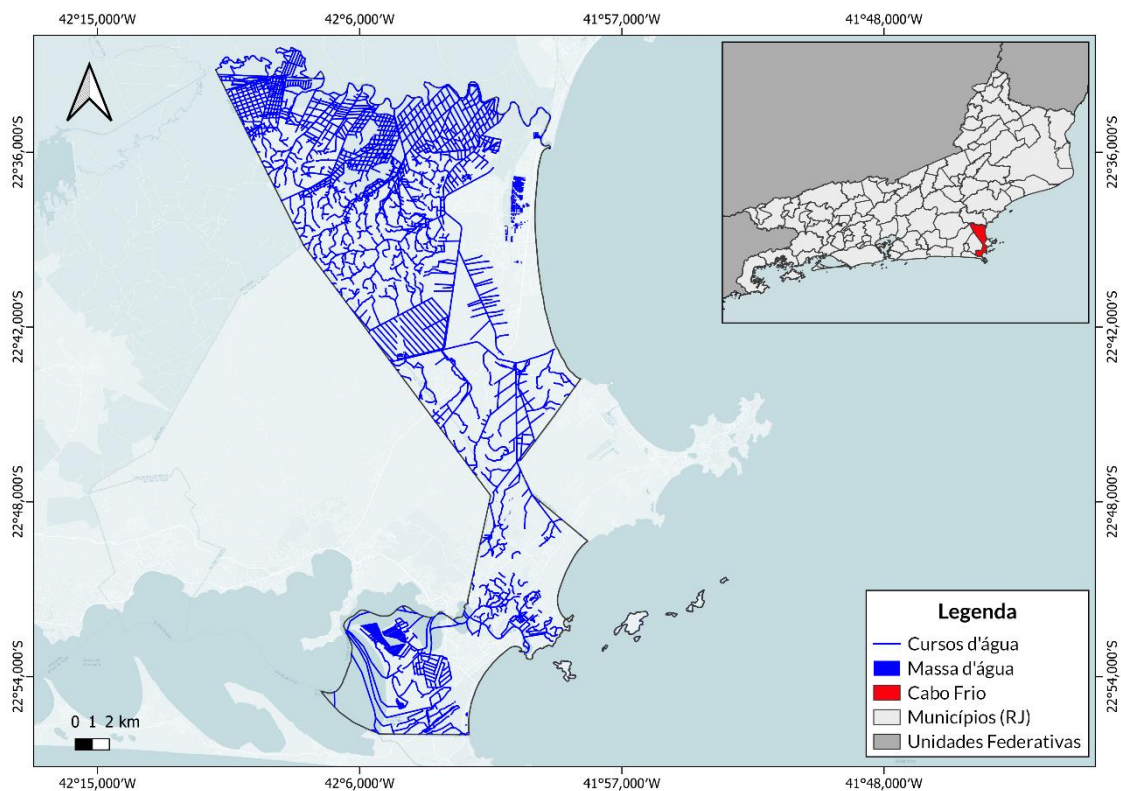 42°15,000'W 42°6,000'W 41°57,000'W 41°48,000'W
22°36,000'S 22°36,000'S
22°42,000'S 22°42,000'S
22°48,000'S 22°48,000'S
22°54,000'S 22°54,000'S
Legenda
Cursos d'água
Massa d'água
Cabo Frio
Municípios (RJ)
Unidades Federativas
0 1 2 km
42°15,000'W 42°6,000'W 41°57,000'W 41°48,000'W